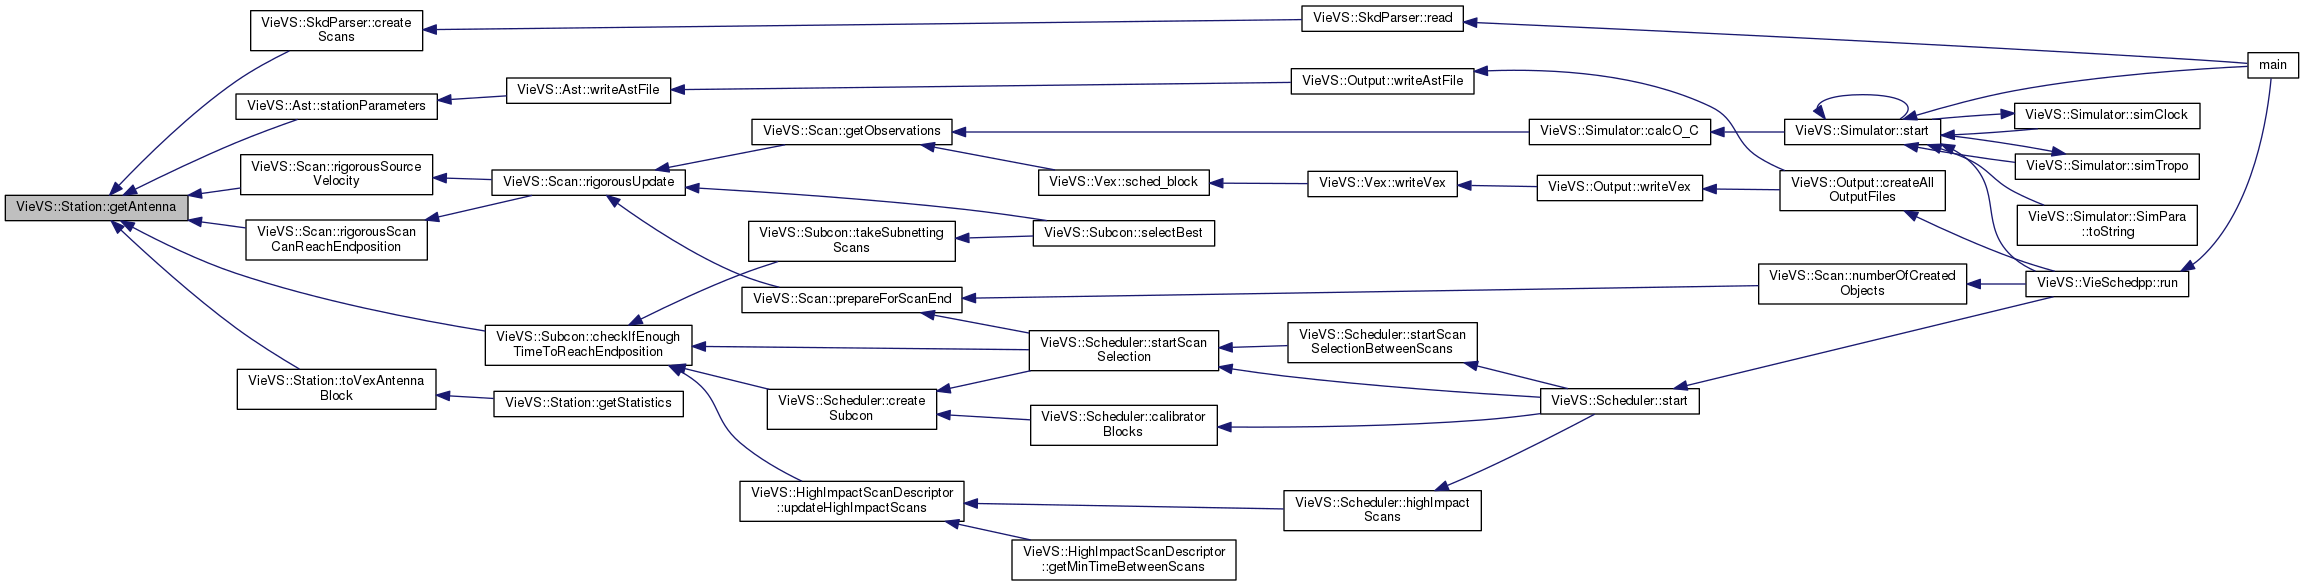 VieVS::SkdParser::create
Scans
VieVS::SkdParser::read
main
VieVS::Ast::stationParameters
VieVS::Ast::writeAstFile
VieVS::Output::writeAstFile
VieVS::Scan::getObservations
VieVS::Simulator::calcO_C
VieVS::Simulator::start
VieVS::Simulator::simClock
VieVS::Simulator::simTropo
VieVS::Scan::rigorousSource
Velocity
VieVS::Scan::rigorousUpdate
VieVS::Vex::sched_block
VieVS::Vex::writeVex
VieVS::Output::writeVex
VieVS::Output::createAll
OutputFiles
VieVS::Station::getAntenna
VieVS::Scan::rigorousScan
CanReachEndposition
VieVS::Subcon::takeSubnetting
Scans
VieVS::Subcon::selectBest
VieVS::Simulator::SimPara
::toString
VieVS::Scan::prepareForScanEnd
VieVS::Scan::numberOfCreated
Objects
VieVS::VieSchedpp::run
VieVS::Subcon::checkIfEnough
TimeToReachEndposition
VieVS::Scheduler::startScan
Selection
VieVS::Scheduler::startScan
SelectionBetweenScans
VieVS::Station::toVexAntenna
Block
VieVS::Station::getStatistics
VieVS::Scheduler::create
Subcon
VieVS::Scheduler::calibrator
Blocks
VieVS::Scheduler::start
VieVS::HighImpactScanDescriptor
::updateHighImpactScans
VieVS::Scheduler::highImpact
Scans
VieVS::HighImpactScanDescriptor
::getMinTimeBetweenScans